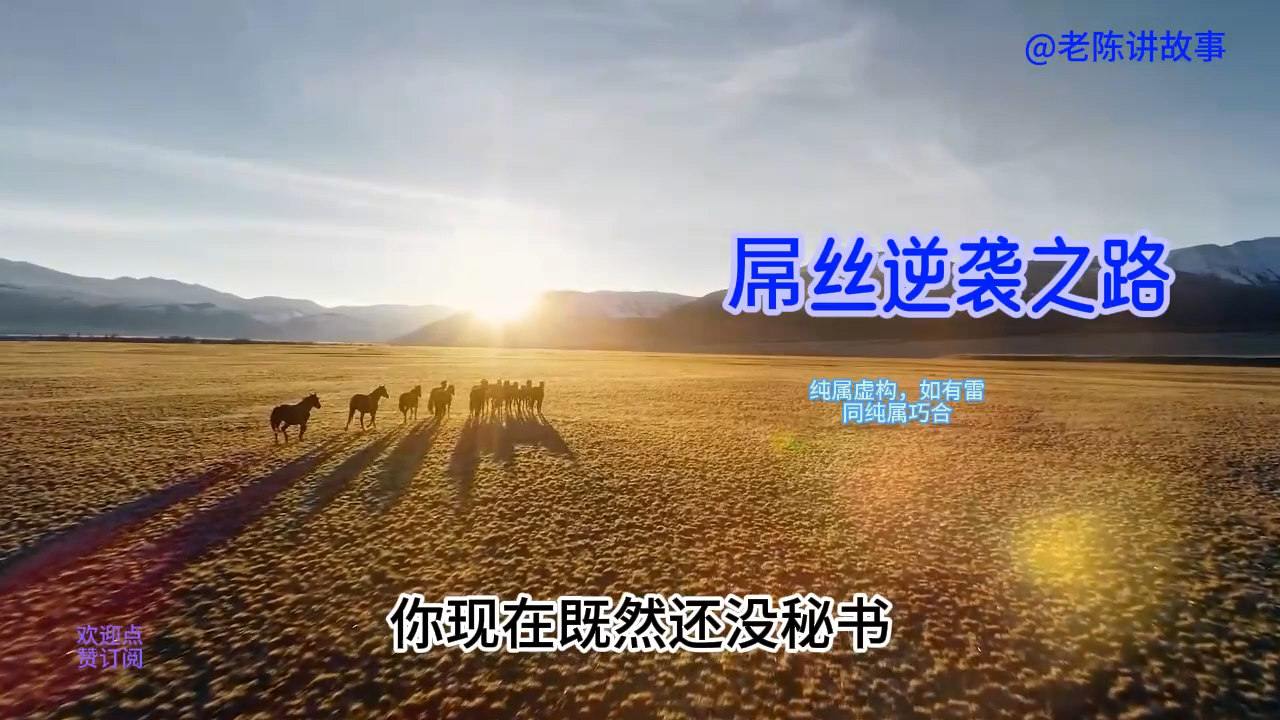 @老陈讲故事
屌丝逆袭之路
纯属虚构，如有雷
同纯属巧合
你现在既然还没秘书
欢迎点
赞订阅